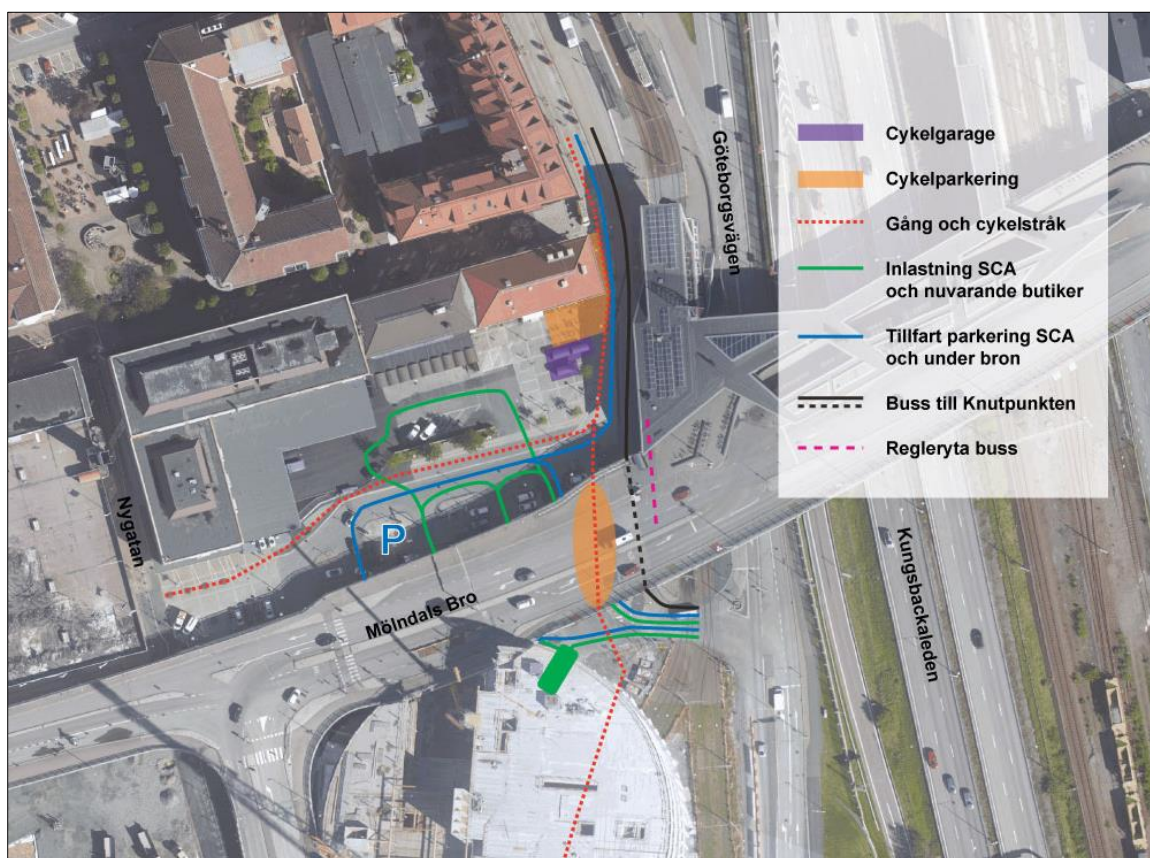 Göteborgsvägen
Cykelgarage
Cykelparkering
Gång och cykelstråk
Inlastning SCA
och nuvarande butiker
Tillfart parkering SCA
och under bron
Buss till Knutpunkten
Regleryta buss
Nygatan
P
Mölndals Bro
Kungsbackaleden